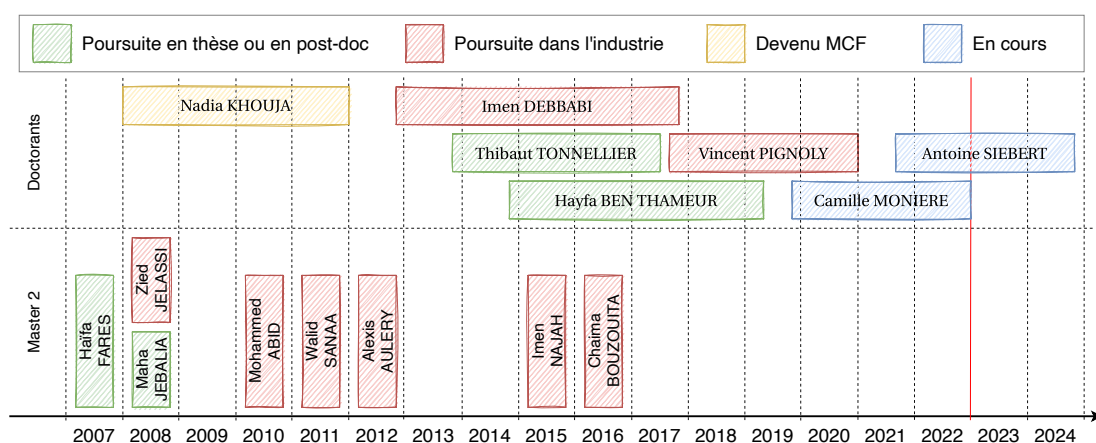 Poursuite en thèse ou en post-doc
Poursuite dans l'industrie
Devenu MCF
En cours
Doctorants
Nadia KHOUJA
Imen DEBBABI
Thibaut TONNELLIER
Vincent PIGNOLY
Antoine SIEBERT
Hayfa BEN THAMEUR
Camille MONIERE
Master 2
Haïfa
FARES
Zied
JELASSI
Maha
JEBALIA
Mohammed
ABID
Walid
SANAA
Alexis
AULERY
Imen
NAJAH
Chaima
BOUZOUITA
2007 2008 2009 2010 2011 2012 2013 2014 2015 2016 2017 2018 2019 2020 2021 2022 2023 2024